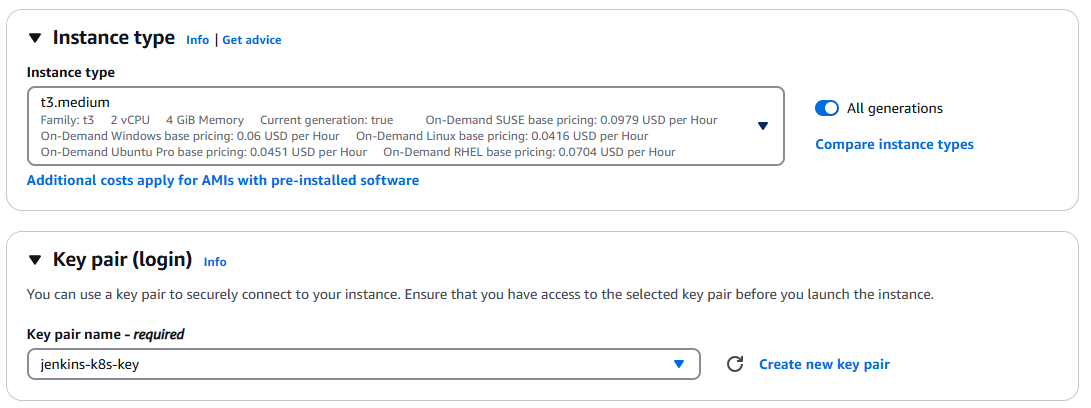 Instance type Info | Get advice
Instance type
t3.medium
Family: t3 2 vCPU 4 GiB Memory Current generation: true On-Demand SUSE base pricing: 0.0979 USD per Hour
On-Demand Windows base pricing: 0.06 USD per Hour On-Demand Linux base pricing: 0.0416 USD per Hour
On-Demand Ubuntu Pro base pricing: 0.0451 USD per Hour On-Demand RHEL base pricing: 0.0704 USD per Hour
All generations
Compare instance types
Additional costs apply for AMIs with pre-installed software
Key pair (login) Info
You can use a key pair to securely connect to your instance. Ensure that you have access to the selected key pair before you launch the instance.
Key pair name - required
jenkins-k8s-key
Create new key pair